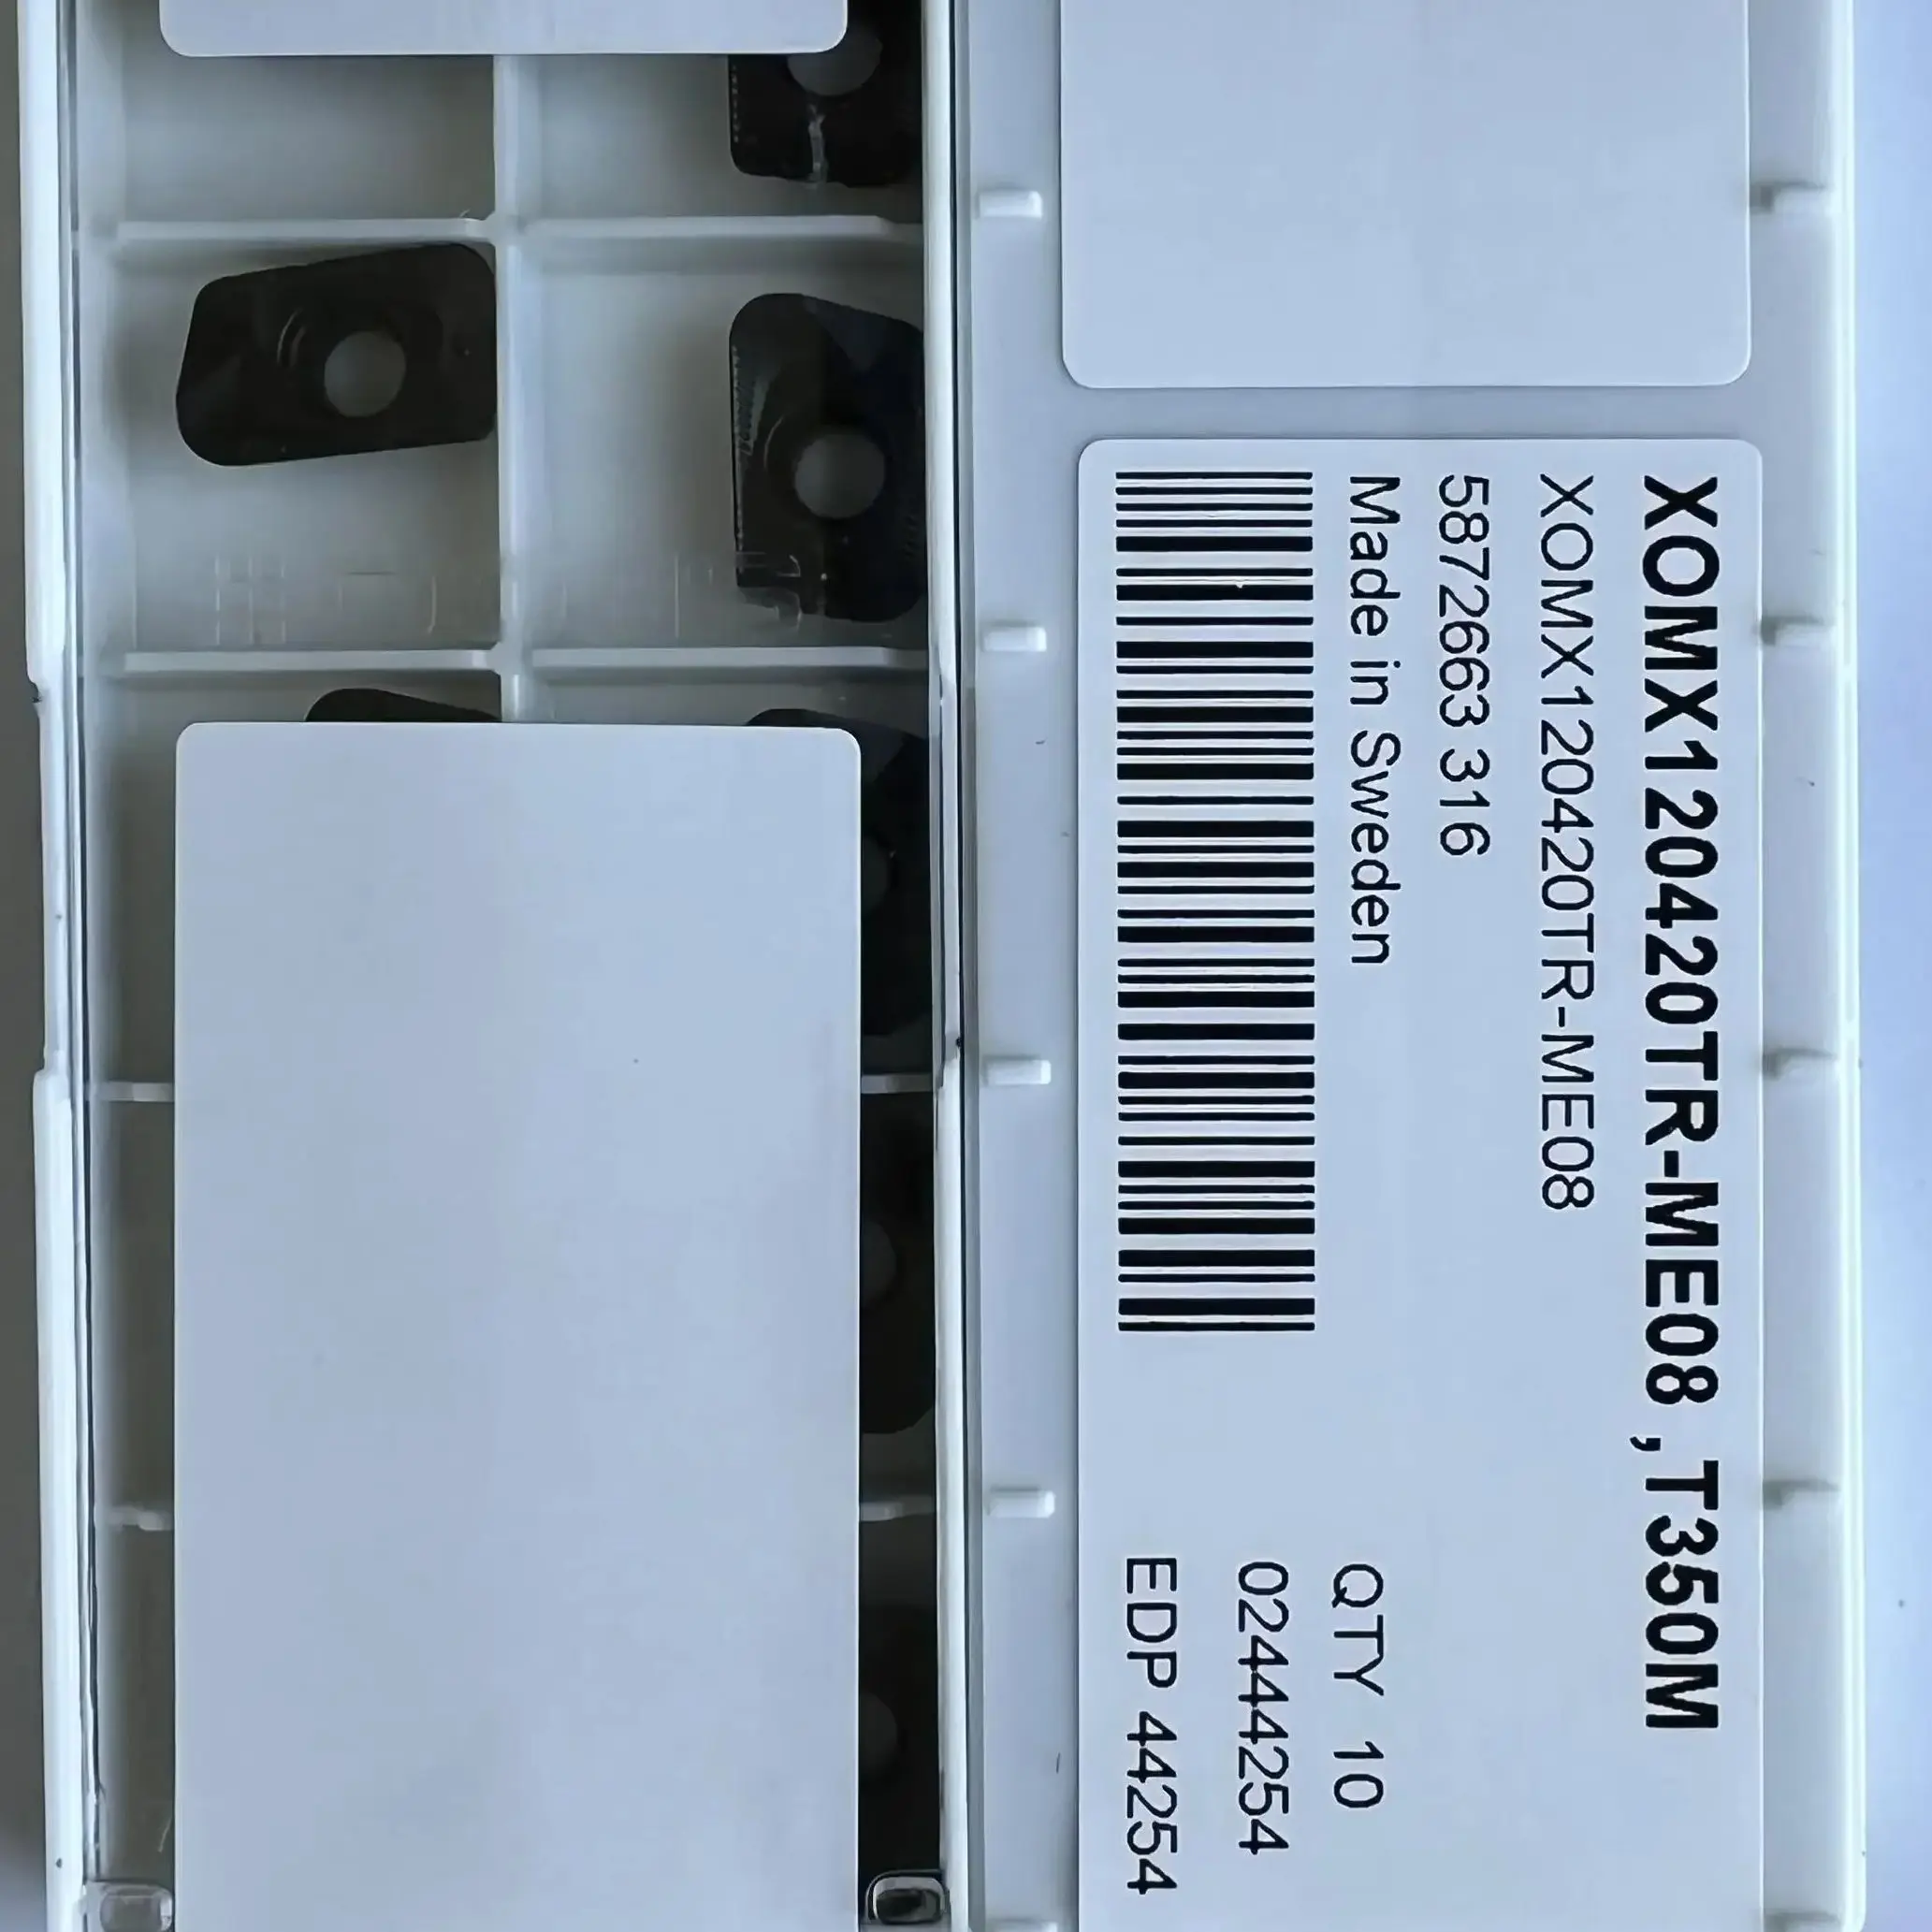 XOMX120420TR-ME08 ,T350M
XOMX120420TR-ME08
5872663 316
Made in Sweden
QTY 10
02444254
EDP 44254